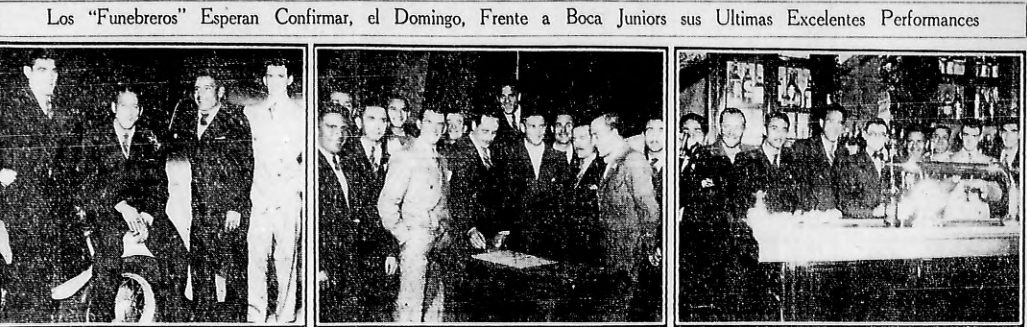 Los "Funebreros" Esperan Confirmar, el Domingo, Frente a Boca Juniors sus Ultimas Excelentes Performances